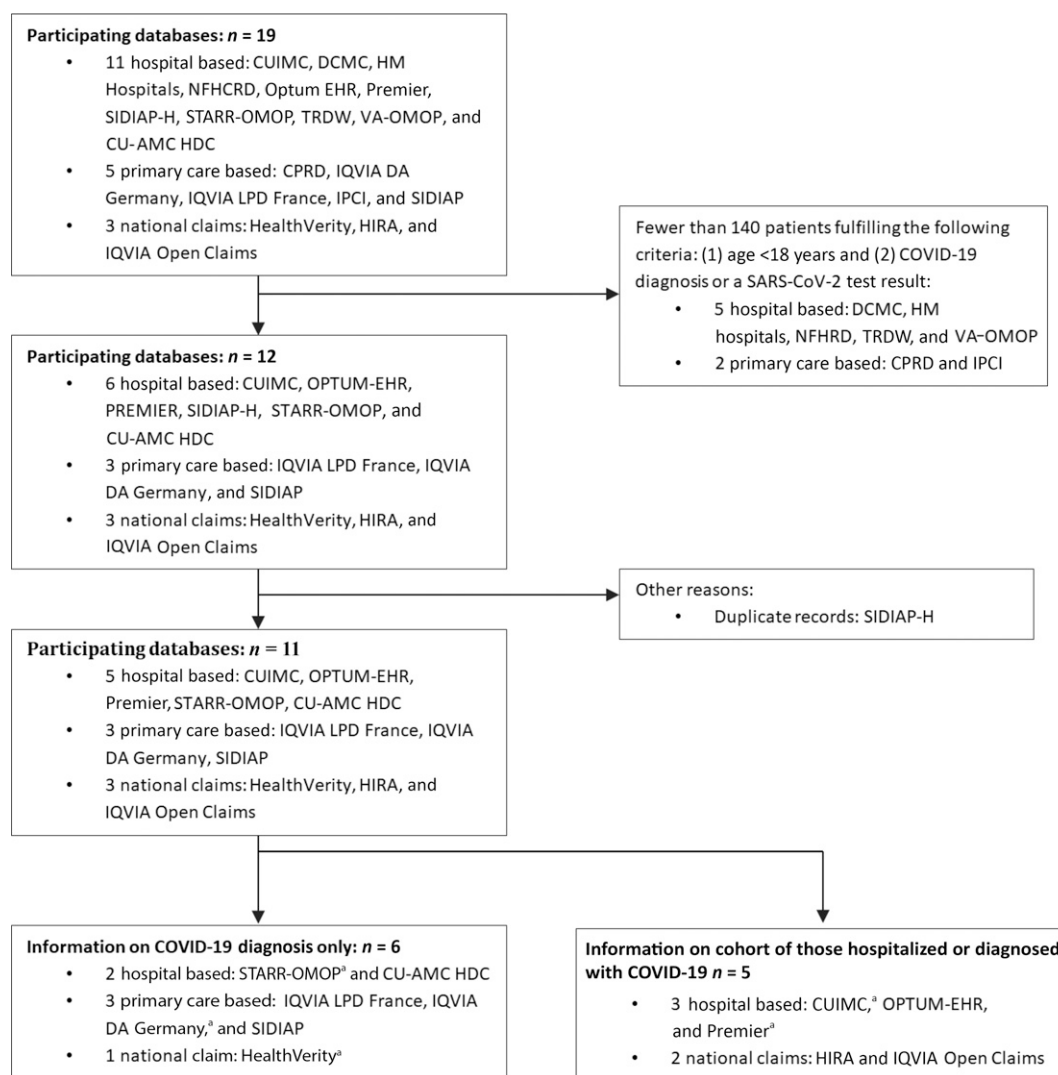 Participating databases: n = 19
• 11 hospital based: CUIMC, DCMC, HM
Hospitals, NFHCRD, Optum EHR, Premier,
SIDIAP-H, STARR-OMOP, TRDW, VA-OMOP, and
CU-AMC HDC
• 5 primary care based: CPRD, IQVIA DA
Germany, IQVIA LPD France, IPCI, and SIDIAP
• 3 national claims: HealthVerity, HIRA, and
IQVIA Open Claims
Fewer than 140 patients fulfilling the following
criteria: (1) age <18 years and (2) COVID-19
diagnosis or a SARS-CoV-2 test result:
• 5 hospital based: DCMC, HM
hospitals, NFHRD, TRDW, and VA-OMOP
• 2 primary care based: CPRD and IPCI
Participating databases: n = 12
• 6 hospital based: CUIMC, OPTUM-EHR,
PREMIER, SIDIAP-H, STARR-OMOP, and
CU-AMC HDC
• 3 primary care based: IQVIA LPD France, IQVIA
DA Germany, and SIDIAP
• 3 national claims: HealthVerity, HIRA, and
IQVIA Open Claims
Other reasons:
• Duplicate records: SIDIAP-H
Participating databases: n = 11
• 5 hospital based: CUIMC, OPTUM-EHR,
Premier, STARR-OMOP, CU-AMC HDC
• 3 primary care based: IQVIA LPD France, IQVIA
DA Germany, SIDIAP
• 3 national claims: HealthVerity, HIRA, and
IQVIA Open Claims
Information on COVID-19 diagnosis only: n = 6
• 2 hospital based: STARR-OMOPᵃ and CU-AMC HDC
• 3 primary care based: IQVIA LPD France, IQVIA
DA Germany,ᵃ and SIDIAP
• 1 national claim: HealthVerityᵃ
Information on cohort of those hospitalized or diagnosed
with COVID-19 n = 5
• 3 hospital based: CUIMC,ᵃ OPTUM-EHR,
and Premierᵃ
• 2 national claims: HIRA and IQVIA Open Claims